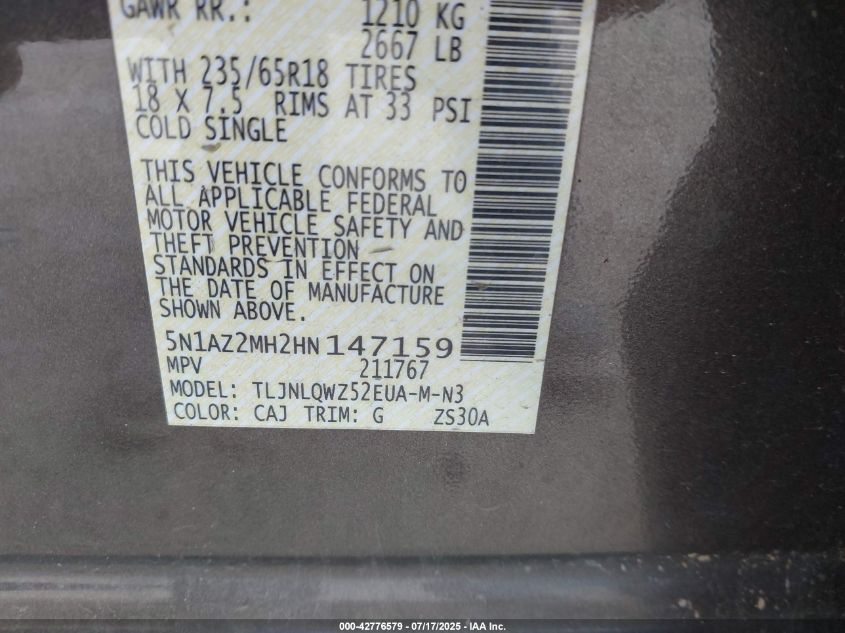 GAWR RR.: 1210 KG
2667 LB
WITH 235/65R18 TIRES
18 X 7.5 RIMS AT 33 PSI
COLD SINGLE
THIS VEHICLE CONFORMS TO
ALL APPLICABLE FEDERAL
MOTOR VEHICLE SAFETY AND
THEFT PREVENTION
STANDARDS IN EFFECT ON
THE DATE OF MANUFACTURE
SHOWN ABOVE.
5N1AZ2MH2HN147159
MPV 211767
MODEL: TLJNLQWZ52EUA-M-N3
COLOR: CAJ TRIM: G ZS30A
000-42776579 / 07/17/2025 - IAA Inc.